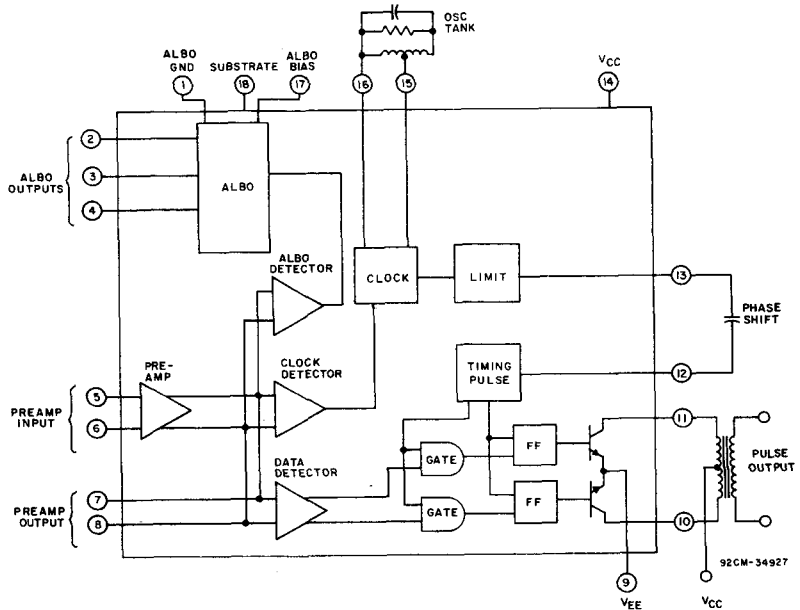 OSC
TANK
ALBO
GND
SUBSTRATE
ALBO
BIAS
VCC
1
18
17
16
15
14
2
3
4
ALBO
OUTPUTS
ALBO
ALBO
DETECTOR
CLOCK
LIMIT
13
PHASE
SHIFT
12
PRE-
AMP
CLOCK
DETECTOR
TIMING
PULSE
5
6
PREAMP
INPUT
11
GATE
FF
PULSE
OUTPUT
DATA
DETECTOR
7
8
PREAMP
OUTPUT
GATE
FF
10
92CM-34927
9
VEE
VCC